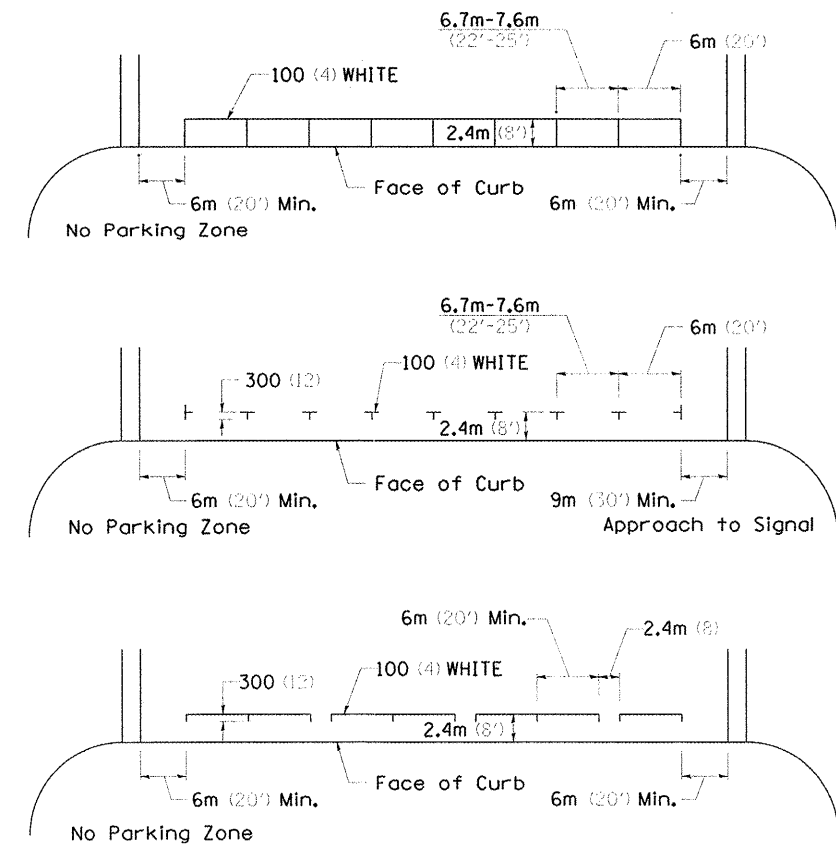 6.7m-7.6m
(22'-25')
6m (20')
100 (4) WHITE
2.4m (8')
Face of Curb
6m (20') Min.
6m (20') Min.
No Parking Zone
6.7m-7.6m
(22'-25')
6m (20')
300 (12)
100 (4) WHITE
2.4m (8')
Face of Curb
6m (20') Min.
9m (30') Min.
No Parking Zone
Approach to Signal
6m (20') Min.
2.4m (8)
300 (12)
100 (4) WHITE
2.4m (8')
Face of Curb
6m (20') Min.
6m (20') Min.
No Parking Zone